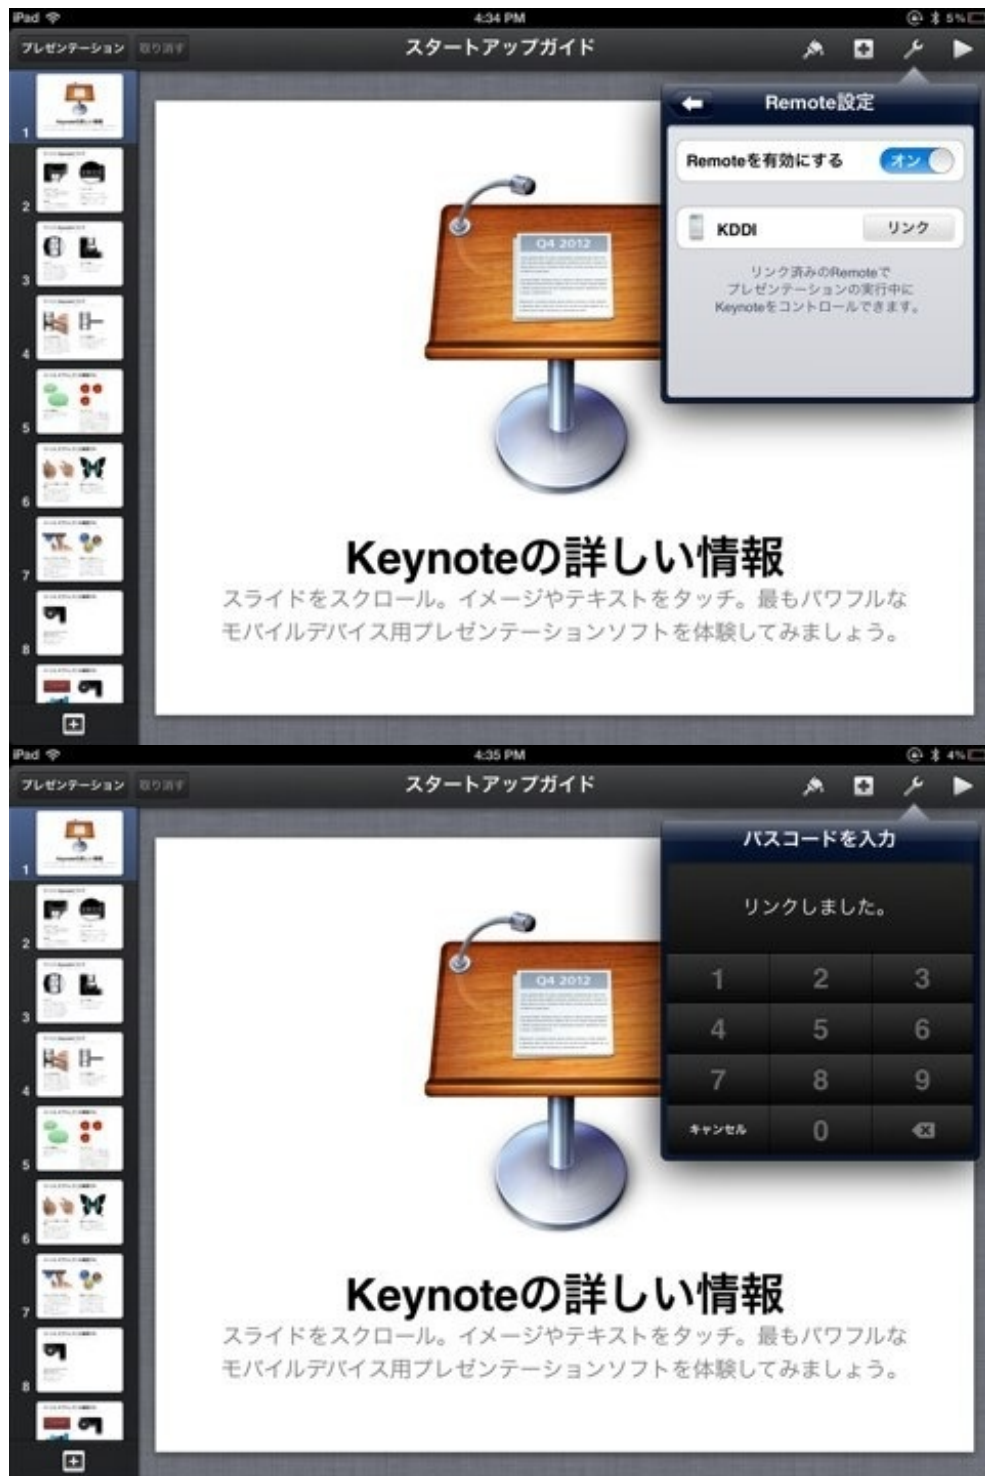 iPad
4:34 PM
5%
プレゼンテーション
取り消す
スタートアップガイド
Remote設定
Remoteを有効にする
オン
KDDI
リンク
リンク済みのRemoteで
プレゼンテーションの実行中に
Keynoteをコントロールできます。
1
2
3
4
5
6
7
8
Q4 2012
Keynoteの詳しい情報
スライドをスクロール。イメージやテキストをタッチ。最もパワフルな
モバイルデバイス用プレゼンテーションソフトを体験してみましょう。
iPad
4:35 PM
4%
プレゼンテーション
取り消す
スタートアップガイド
パスコードを入力
リンクしました。
1 2 3
4 5 6
7 8 9
キャンセル 0
1
2
3
4
5
6
7
8
Q4 2012
Keynoteの詳しい情報
スライドをスクロール。イメージやテキストをタッチ。最もパワフルな
モバイルデバイス用プレゼンテーションソフトを体験してみましょう。